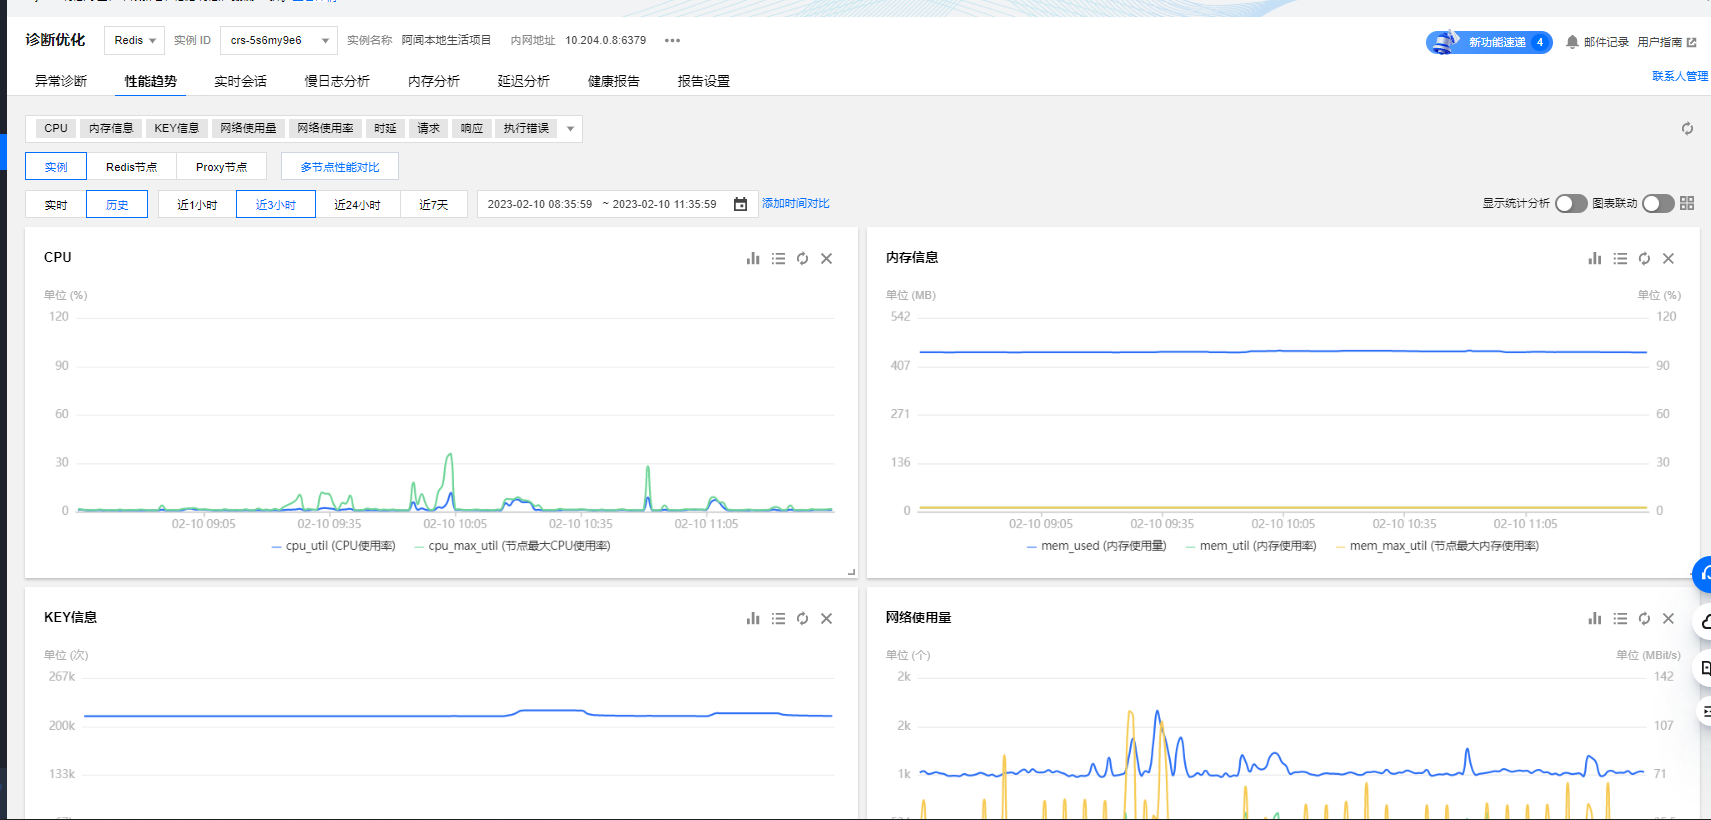 诊断优化 Redis 实例 ID crs-5s6my9e6 实例名称 阿闻本地生活项目 内网地址 10.204.0.8:6379 ••• 新功能速递 4 邮件记录 用户指南
异常诊断 性能趋势 实时会话 慢日志分析 内存分析 延迟分析 健康报告 报告设置 联系人管理
CPU 内存信息 KEY信息 网络使用量 网络使用率 时延 请求 响应 执行错误
实例 Redis节点 Proxy节点 多节点性能对比
实时 历史 近1小时 近3小时 近24小时 近7天 2023-02-10 08:35:59 ~ 2023-02-10 11:35:59 添加时间对比 显示统计分析 图表联动
CPU
单位 (%)
120
90
60
30
0
02-10 09:05 02-10 09:35 02-10 10:05 02-10 10:35 02-10 11:05
cpu_util (CPU使用率) cpu_max_util (节点最大CPU使用率)
内存信息
单位 (MB) 单位 (%)
542 120
407 90
271 60
136 30
0 0
02-10 09:05 02-10 09:35 02-10 10:05 02-10 10:35 02-10 11:05
mem_used (内存使用量) mem_util (内存使用率) mem_max_util (节点最大内存使用率)
KEY信息
单位 (次)
267k
200k
133k
网络使用量
单位 (个) 单位 (MBit/s)
2k 142
2k 107
1k 71